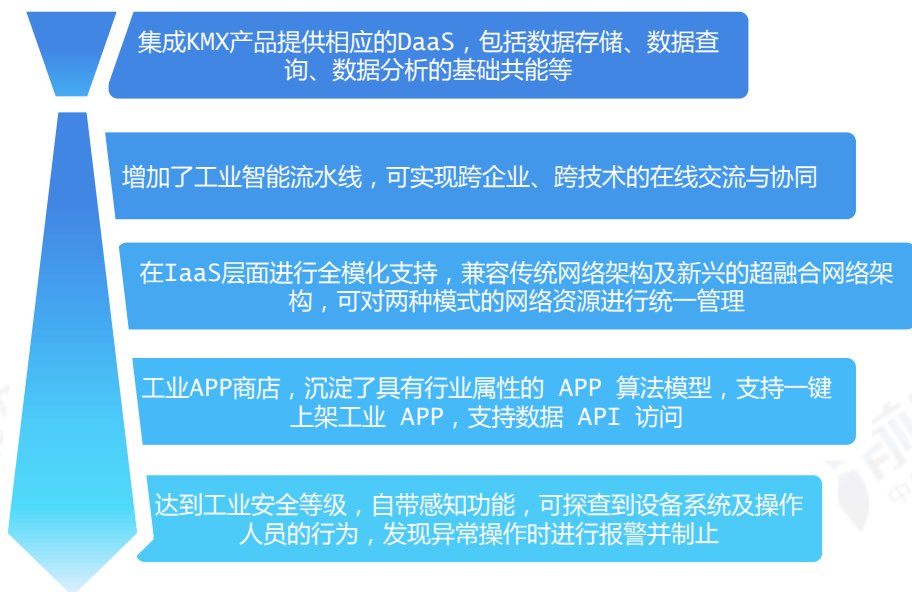 集成KMX产品提供相应的DaaS，包括数据存储、数据查
询、数据分析的基础共能等
增加了工业智能流水线，可实现跨企业、跨技术的在线交流与协同
在IaaS层面进行全模化支持，兼容传统网络架构及新兴的超融合网络架
构，可对两种模式的网络资源进行统一管理
工业APP商店，沉淀了具有行业属性的 APP 算法模型，支持一键
上架工业 APP，支持数据 API 访问
达到工业安全等级，自带感知功能，可探查到设备系统及操作
人员的行为，发现异常操作时进行报警并制止